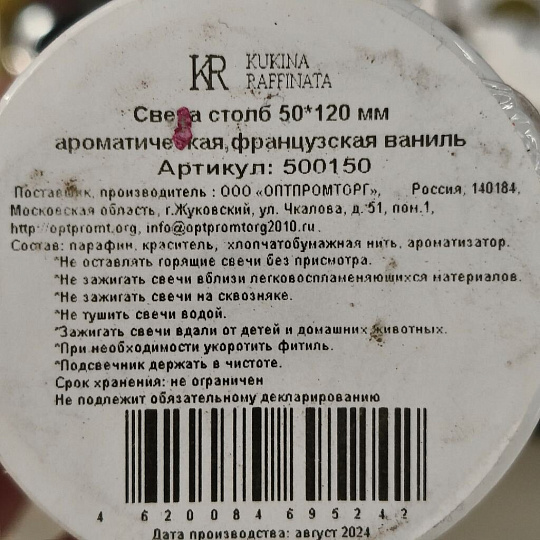 KR KUKINA
RAFFINATA
Свеча столб 50*120 мм
ароматическая,французская ваниль
Артикул: 500150
Поставщик, производитель : ООО «ОПТПРОМТОРГ», Россия, 140184,
Московская область, г.Жуковский, ул. Чкалова, д.51, пом.1,
http://optpromt.org, info@optpromtorg2010.ru.
Состав: парафин, краситель, хлопчатобумажная нить, ароматизатор.
*Не оставлять горящие свечи без присмотра.
*Не зажигать свечи вблизи легковоспламеняющихся материалов.
*Не зажигать свечи на сквозняке.
*Не тушить свечи водой.
*Зажигать свечи вдали от детей и домашних животных.
*При необходимости укоротить фитиль.
*Подсвечник держать в чистоте.
Срок хранения: не ограничен
Не подлежит обязательному декларированию
4 620084 695242
Дата производства: август 2024